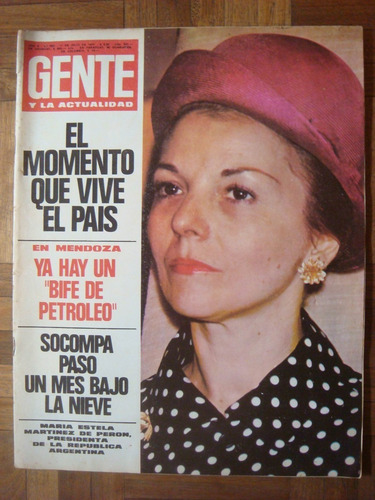 GENTE
Y LA ACTUALIDAD
EL
MOMENTO
QUE VIVE
EL PAIS
EN MENDOZA
YA HAY UN
"BIFE DE
PETROLEO"
SOCOMPA
PASO
UN MES BAJO
LA NIEVE
MARIA ESTELA
MARTINEZ DE PERON,
PRESIDENTA
DE LA REPUBLICA
ARGENTINA